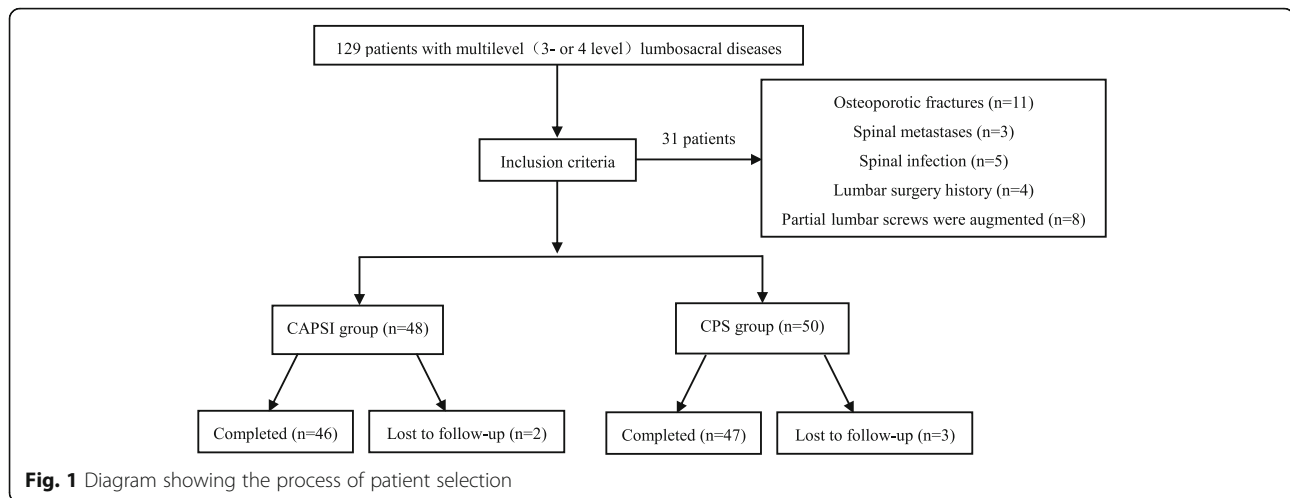 129 patients with multilevel（3- or 4 level）lumbosacral diseases
Osteoporotic fractures (n=11)
Spinal metastases (n=3)
Spinal infection (n=5)
Lumbar surgery history (n=4)
Partial lumbar screws were augmented (n=8)
31 patients
Inclusion criteria
CAPSI group (n=48)
CPS group (n=50)
Completed (n=46)
Lost to follow-up (n=2)
Completed (n=47)
Lost to follow-up (n=3)
Fig. 1 Diagram showing the process of patient selection